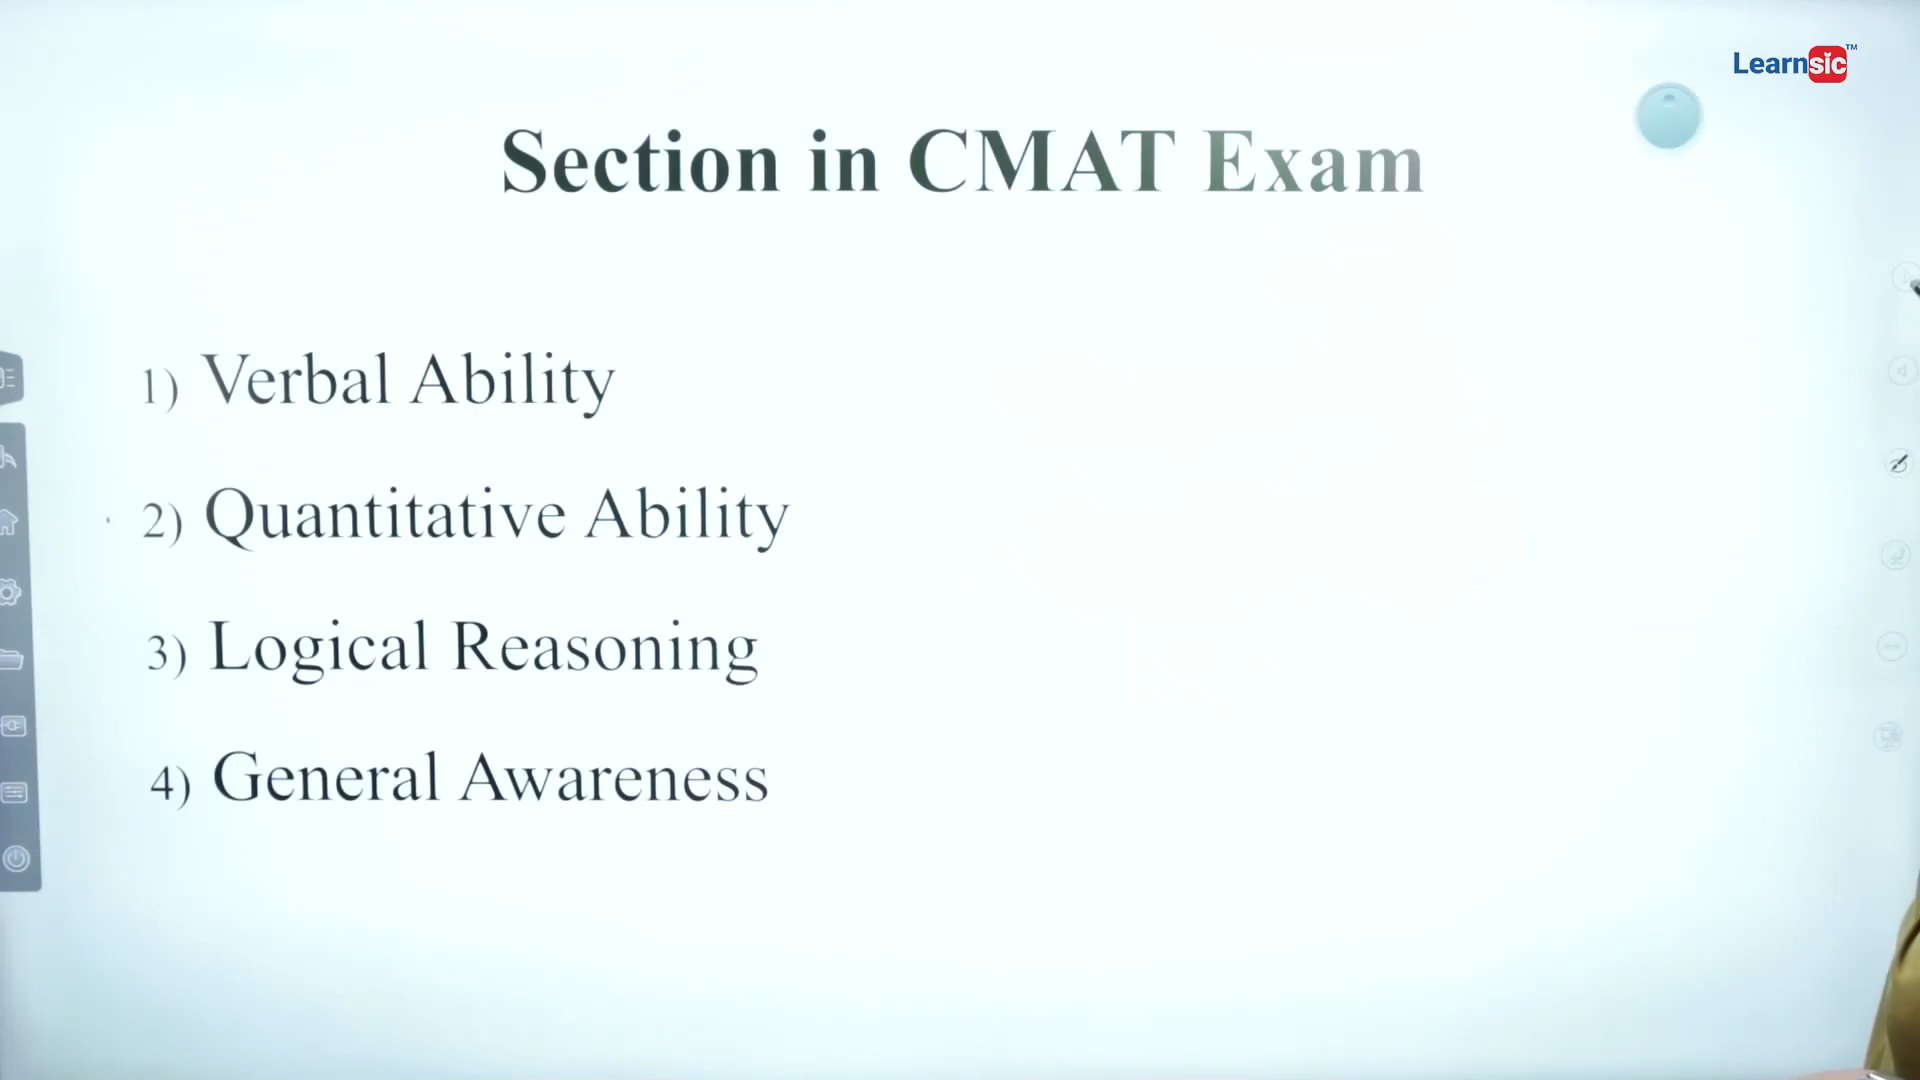 Learnsic™
Section in CMAT Exam
1) Verbal Ability
2) Quantitative Ability
3) Logical Reasoning
4) General Awareness